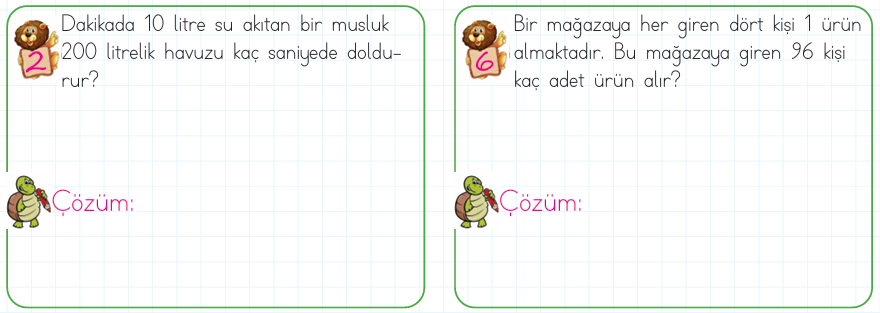 2
Dakikada 10 litre su akıtan bir musluk
200 litrelik havuzu kaç saniyede doldu-
rur?
Çözüm:
6
Bir mağazaya her giren dört kişi 1 ürün
almaktadır. Bu mağazaya giren 96 kişi
kaç adet ürün alır?
Çözüm: